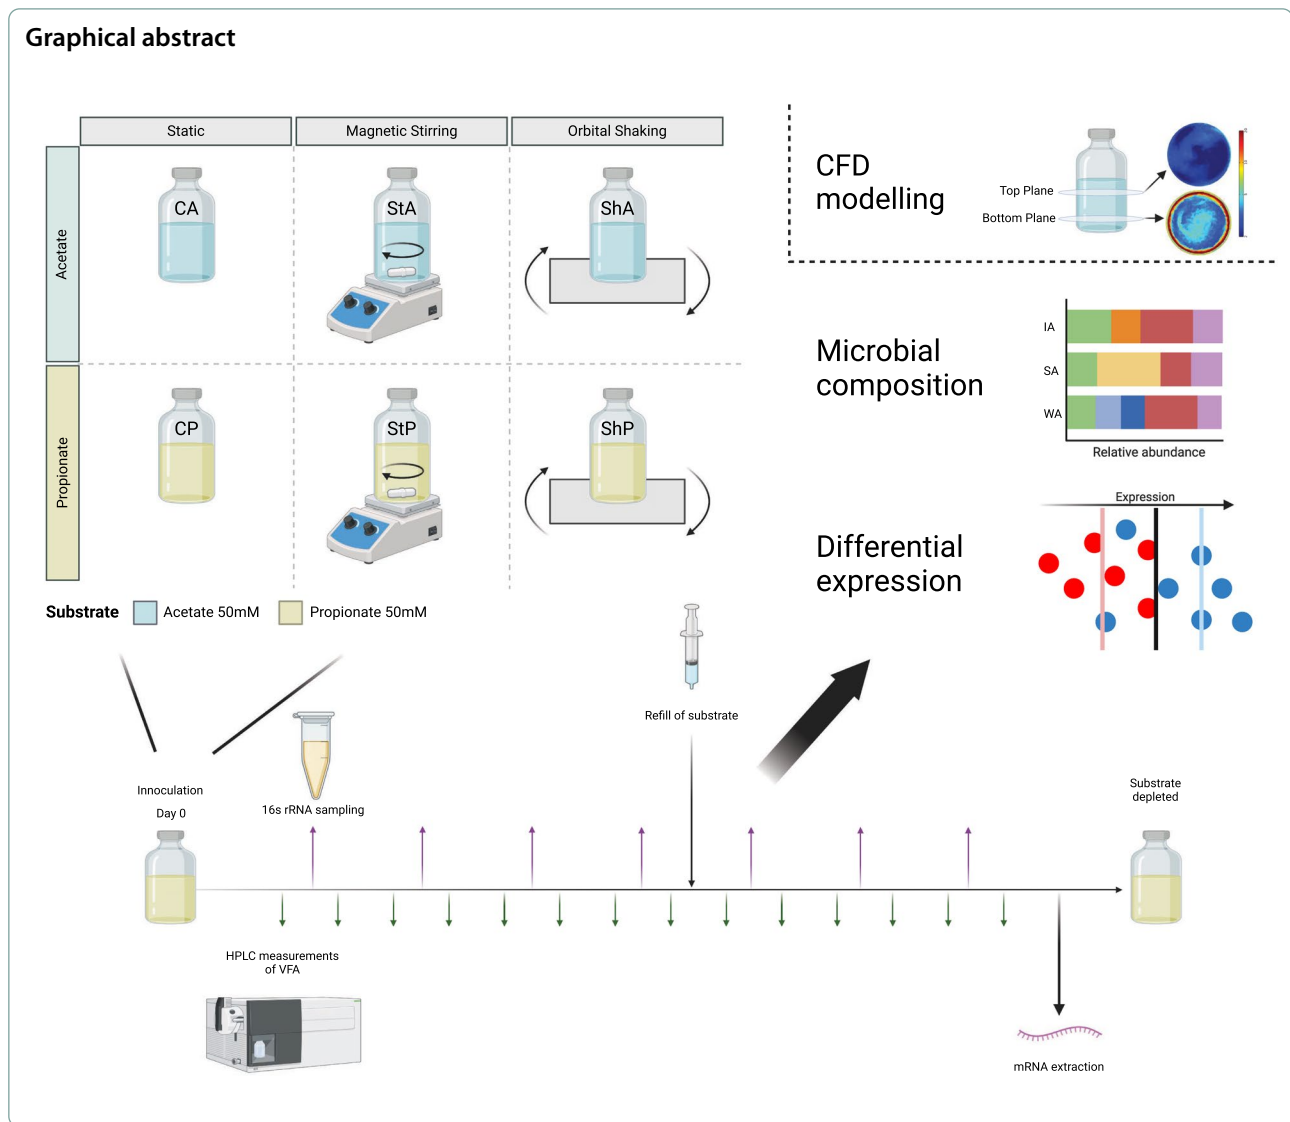 Graphical abstract
Static
Magnetic Stirring
Orbital Shaking
Acetate
CA
StA
ShA
Propionate
CP
StP
ShP
Substrate
Acetate 50mM
Propionate 50mM
CFD
modelling
Top Plane
Bottom Plane
Microbial
composition
IA
SA
WA
Relative abundance
Differential
expression
Expression
Refill of substrate
Innoculation
Day 0
16s rRNA sampling
Substrate
depleted
HPLC measurements
of VFA
mRNA extraction